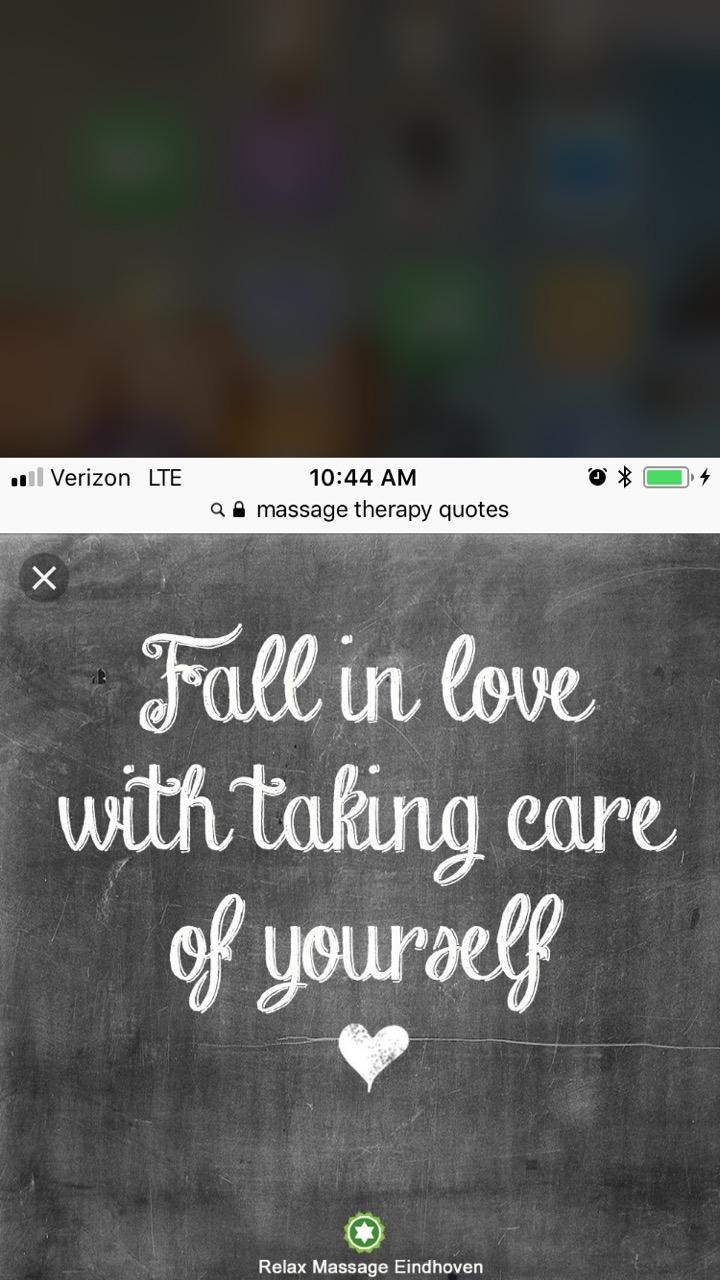 Verizon LTE 10:44 AM
massage therapy quotes
Fall in love
with taking care
of yourself
Relax Massage Eindhoven